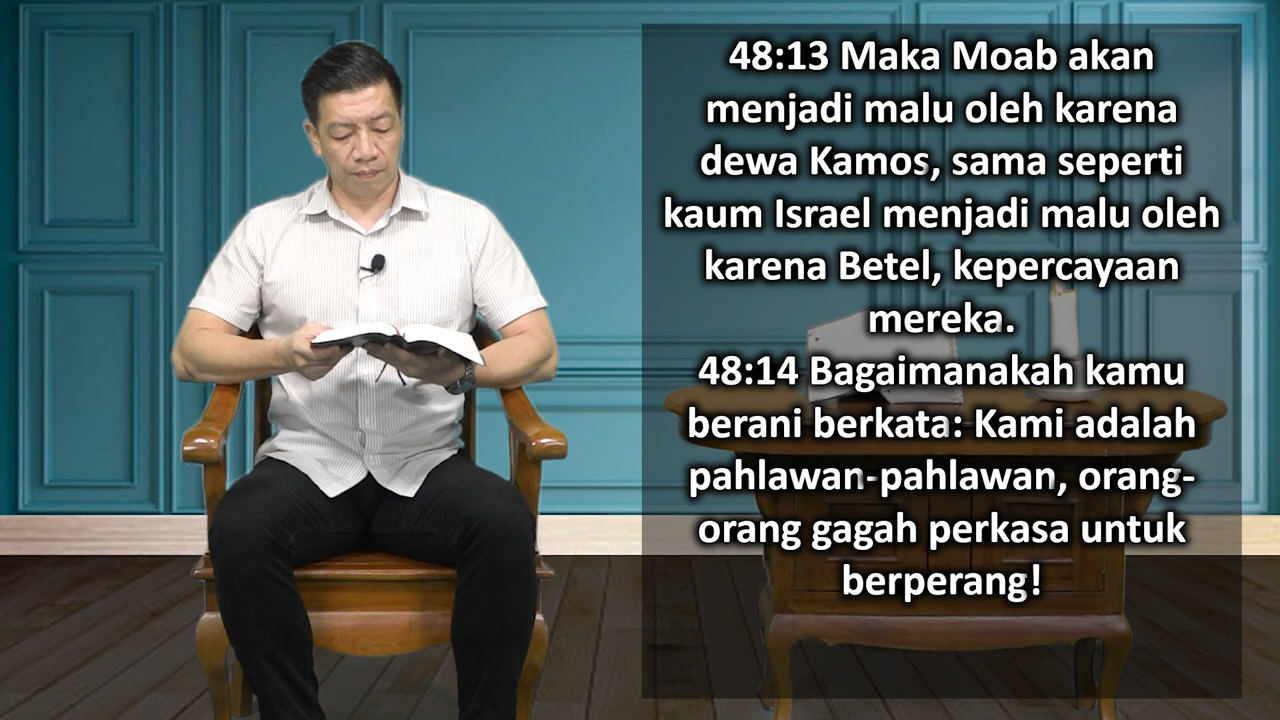 48:13 Maka Moab akan
menjadi malu oleh karena
dewa Kamos, sama seperti
kaum Israel menjadi malu oleh
karena Betel, kepercayaan
mereka.
48:14 Bagaimanakah kamu
berani berkata: Kami adalah
pahlawan-pahlawan, orang-
orang gagah perkasa untuk
berperang!